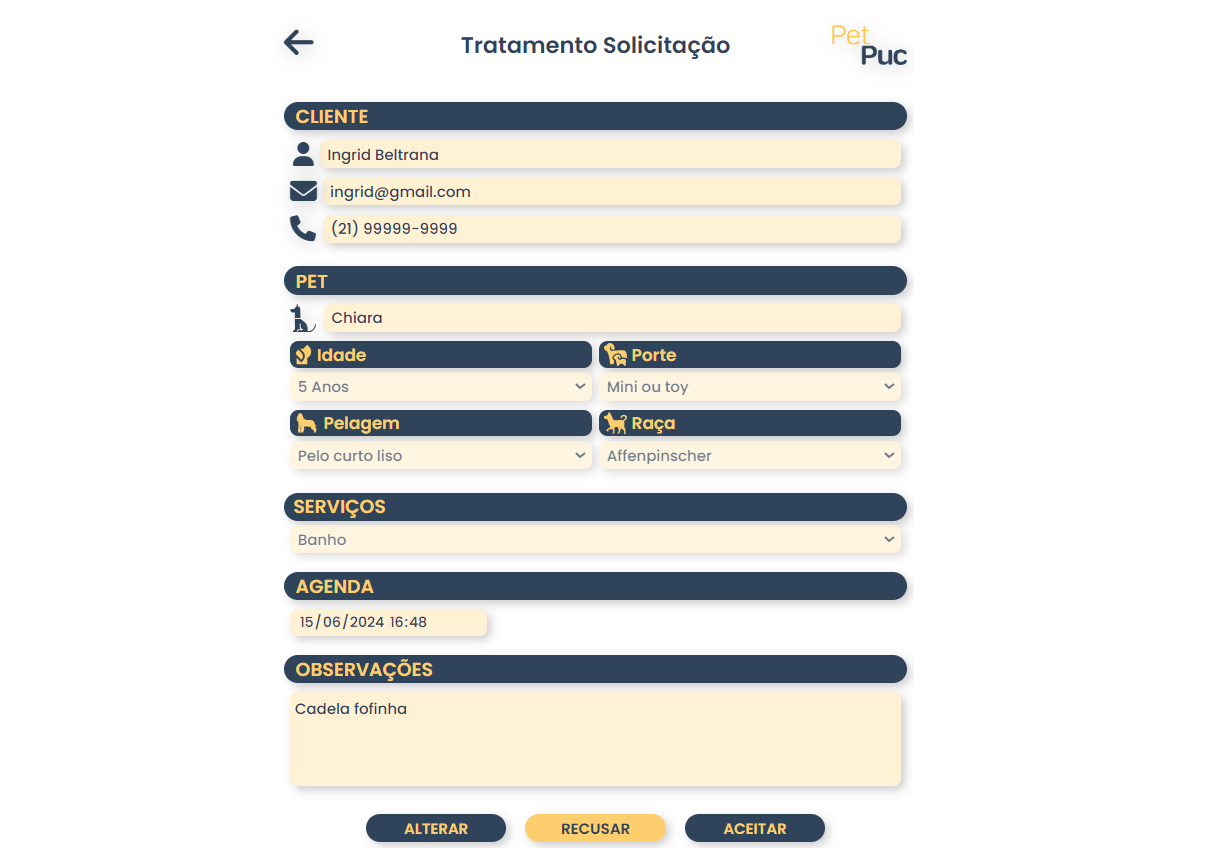 Tratamento Solicitação
Pet
Puc
CLIENTE
Ingrid Beltrana
ingrid@gmail.com
(21) 99999-9999
PET
Chiara
Idade
Porte
5 Anos
Mini ou toy
Pelagem
Raça
Pelo curto liso
Affenpinscher
SERVIÇOS
Banho
AGENDA
15/06/2024 16:48
OBSERVAÇÕES
Cadela fofinha
ALTERAR
RECUSAR
ACEITAR